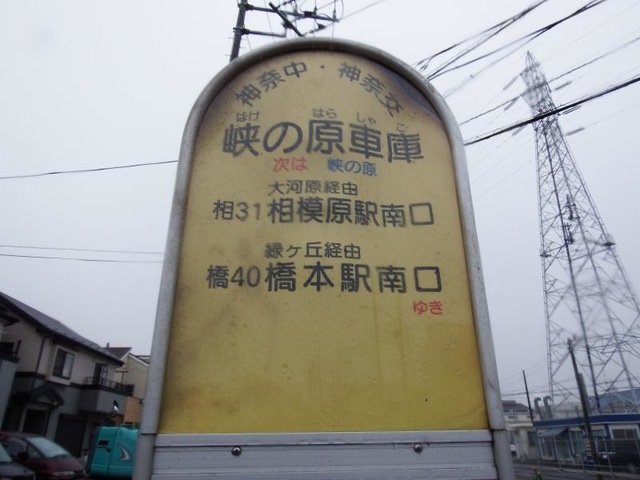 神奈中・神奈交
はけ はら しゃ こ
峡の原車庫
次は 峡の原
大河原経由
相31相模原駅南口
緑ヶ丘経由
橋40橋本駅南口
ゆき